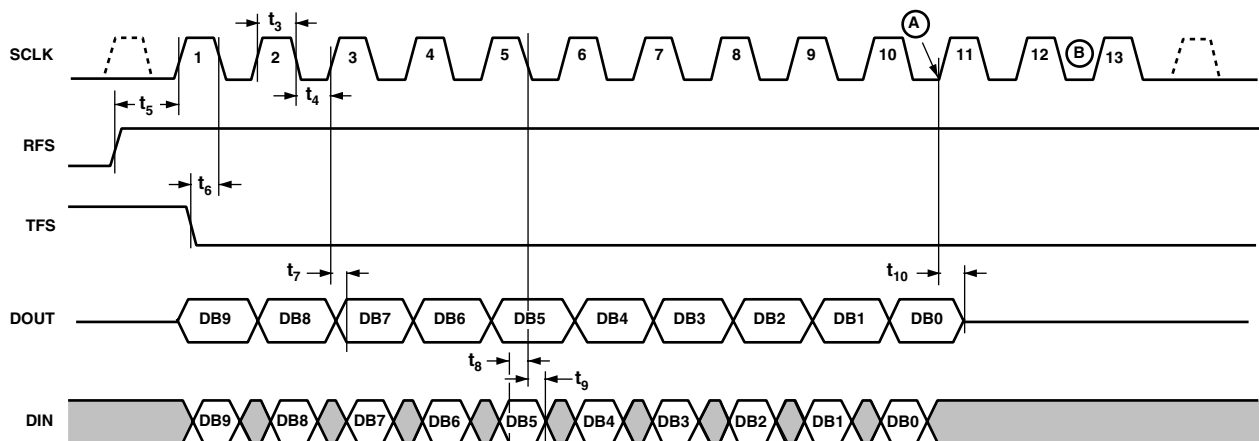 A
t3
SCLK 1 2 3 4 5 6 7 8 9 10 11 12 B 13
t4
t5
RFS
t6
TFS
t7 t10
DOUT DB9 DB8 DB7 DB6 DB5 DB4 DB3 DB2 DB1 DB0
t8 t9
DIN DB9 DB8 DB7 DB6 DB5 DB4 DB3 DB2 DB1 DB0